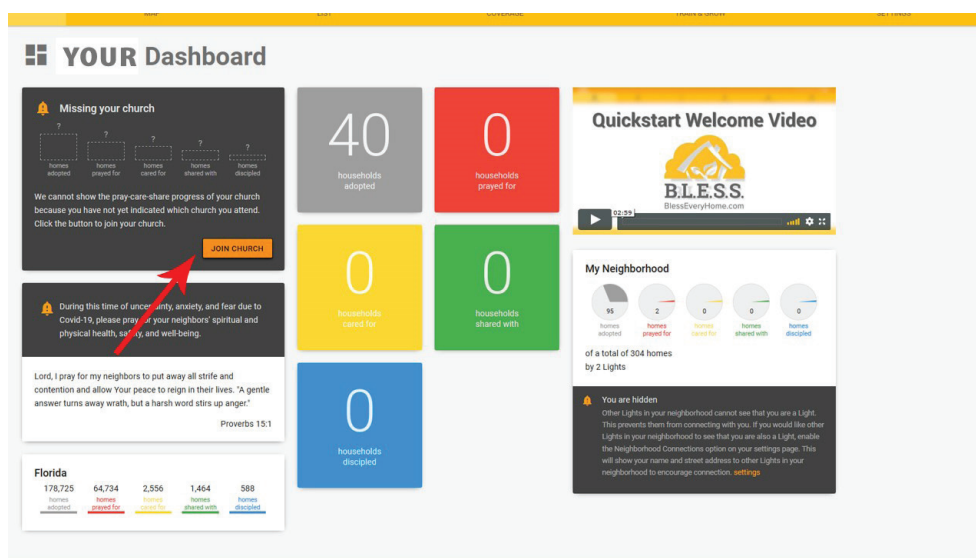 MAP LIST COVERAGE TRAIN & GROW SETTINGS
YOUR Dashboard
Missing your church
? ? ? ? ?
homes adopted
homes prayed for
homes cared for
homes shared with
homes discipled
We cannot show the pray-care-share progress of your church
because you have not yet indicated which church you attend.
Click the button to join your church.
JOIN CHURCH
During this time of uncertainty, anxiety, and fear due to
Covid-19, please pray for your neighbors' spiritual and
physical health, safety, and well-being.
Lord, I pray for my neighbors to put away all strife and
contention and allow Your peace to reign in their lives. "A gentle
answer turns away wrath, but a harsh word stirs up anger."
Proverbs 15:1
Florida
178,725 64,734 2,556 1,464 588
homes adopted
homes prayed for
homes cared for
homes shared with
homes discipled
40
households
adopted
0
households
prayed for
0
households
cared for
0
households
shared with
0
households
discipled
Quickstart Welcome Video
B.L.E.S.S.
BlessEveryHome.com
02:59
My Neighborhood
95 2 0 0 0
homes adopted
homes prayed for
homes cared for
homes shared with
homes discipled
of a total of 304 homes
by 2 Lights
You are hidden
Other Lights in your neighborhood cannot see that you are a Light.
This prevents them from connecting with you. If you would like other
Lights in your neighborhood to see that you are also a Light, enable
the Neighborhood Connections option on your settings page. This
will show your name and street address to other Lights in your
neighborhood to encourage connection. settings